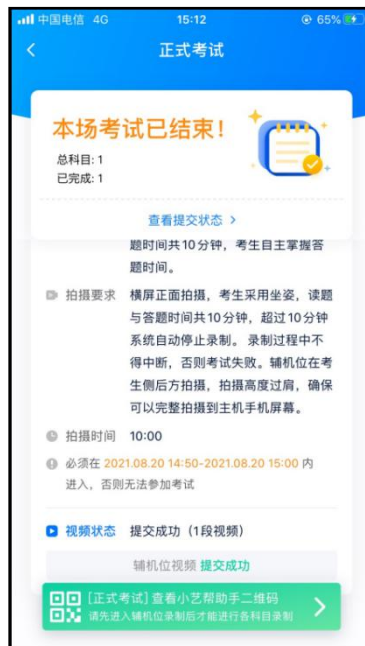 中国电信 4G 15:12 65%
正式考试
本场考试已结束！
总科目: 1
已完成: 1
查看提交状态 >
题时间共10分钟，考生自主掌握答
题时间。
拍摄要求 横屏正面拍摄，考生采用坐姿，读题
与答题时间共10分钟，超过10分钟
系统自动停止录制。 录制过程中不
得中断，否则考试失败。辅机位在考
生侧后方拍摄，拍摄高度过肩，确保
可以完整拍摄到主机手机屏幕。
拍摄时间 10:00
必须在 2021.08.20 14:50-2021.08.20 15:00 内
进入，否则无法参加考试
视频状态 提交成功（1段视频）
辅机位视频 提交成功
[正式考试] 查看小艺帮助手二维码
请先进入辅机位录制后才能进行各科目录制